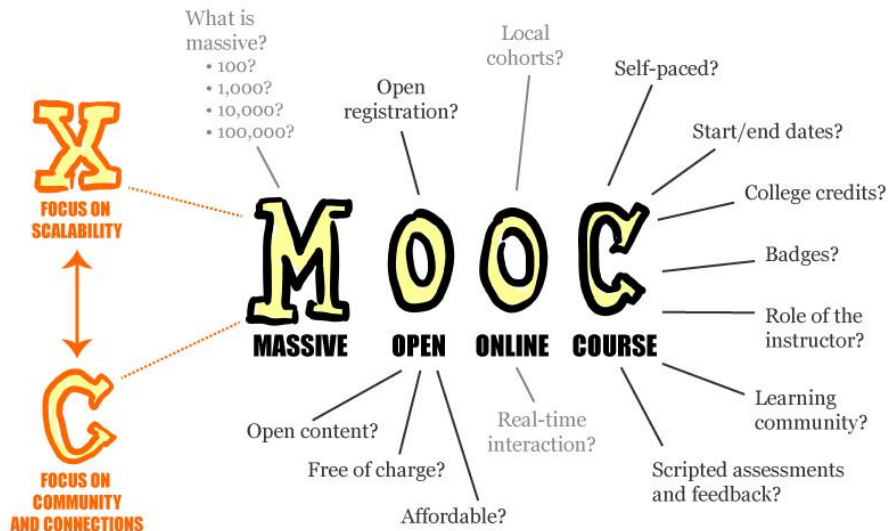 What is
massive?
• 100?
• 1,000?
• 10,000?
• 100,000?
Open
registration?
Local
cohorts?
Self-paced?
Start/end dates?
College credits?
Badges?
Role of the
instructor?
Learning
community?
Scripted assessments
and feedback?
X
FOCUS ON
SCALABILITY
C
FOCUS ON
COMMUNITY
AND CONNECTIONS
MOOC
MASSIVE OPEN ONLINE COURSE
Open content?
Free of charge?
Affordable?
Real-time
interaction?